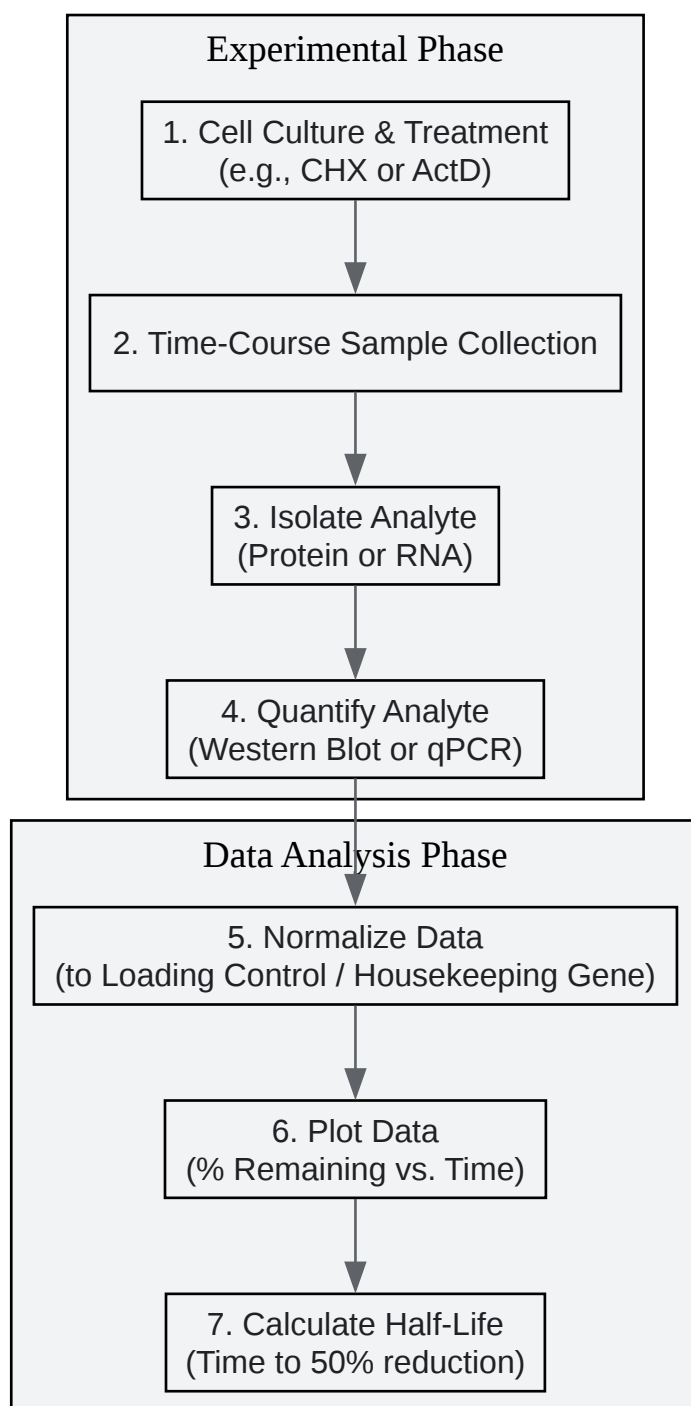 Experimental Phase
1. Cell Culture & Treatment
(e.g., CHX or ActD)
2. Time-Course Sample Collection
3. Isolate Analyte
(Protein or RNA)
4. Quantify Analyte
(Western Blot or qPCR)
Data Analysis Phase
5. Normalize Data
(to Loading Control / Housekeeping Gene)
6. Plot Data
(% Remaining vs. Time)
7. Calculate Half-Life
(Time to 50% reduction)